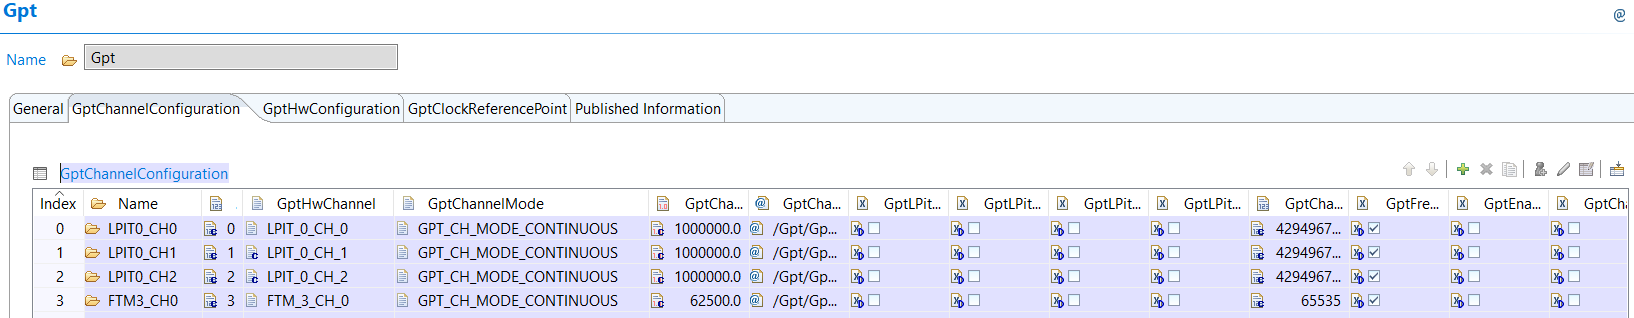 Gpt
@
Name Gpt
General GptChannelConfiguration GptHwConfiguration GptClockReferencePoint Published Information
GptChannelConfiguration
Index Name GptHwChannel GptChannelMode GptCha... GptCha... GptLPit... GptLPit... GptLPit... GptLPit... GptCha... GptFre... GptEna... GptCha
0 LPIT0_CH0 0 LPIT_0_CH_0 GPT_CH_MODE_CONTINUOUS 1000000.0 /Gpt/Gp... 4294967...
1 LPIT0_CH1 1 LPIT_0_CH_1 GPT_CH_MODE_CONTINUOUS 1000000.0 /Gpt/Gp... 4294967...
2 LPIT0_CH2 2 LPIT_0_CH_2 GPT_CH_MODE_CONTINUOUS 1000000.0 /Gpt/Gp... 4294967...
3 FTM3_CH0 3 FTM_3_CH_0 GPT_CH_MODE_CONTINUOUS 62500.0 /Gpt/Gp... 65535